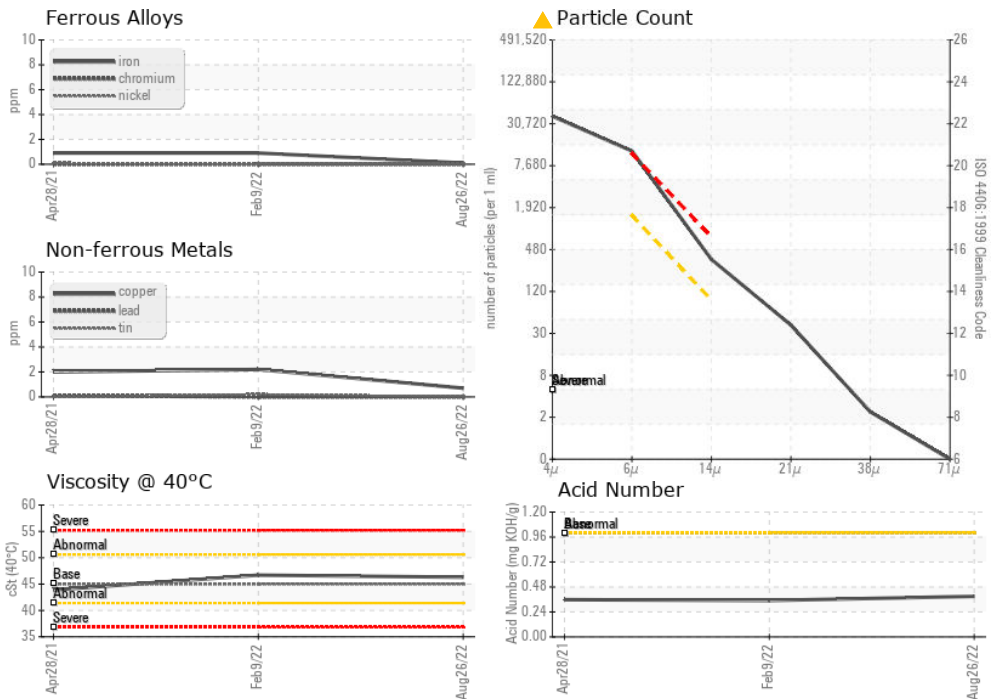 Ferrous Alloys
10
8
6
4
2
0
ppm
iron
chromium
nickel
Apr28/21
Feb9/22
Aug26/22
Non-ferrous Metals
10
8
6
4
2
0
ppm
copper
lead
tin
Apr28/21
Feb9/22
Aug26/22
Viscosity @ 40°C
60
55
50
45
40
35
cSt (40°C)
Severe
Abnormal
Base
Abnormal
Severe
Apr28/21
Feb9/22
Aug26/22
Particle Count
491,520
122,880
30,720
7,680
1,920
480
120
30
8
2
0
number of particles (per 1 ml)
26
24
22
20
18
16
14
12
10
8
6
ISO 4406:1999 Cleanliness Code
Abnormal
4µ
6µ
14µ
21µ
38µ
71µ
Acid Number
1.20
0.96
0.72
0.48
0.24
0.00
Acid Number (mg KOH/g)
Abnormal
Apr28/21
Feb9/22
Aug26/22